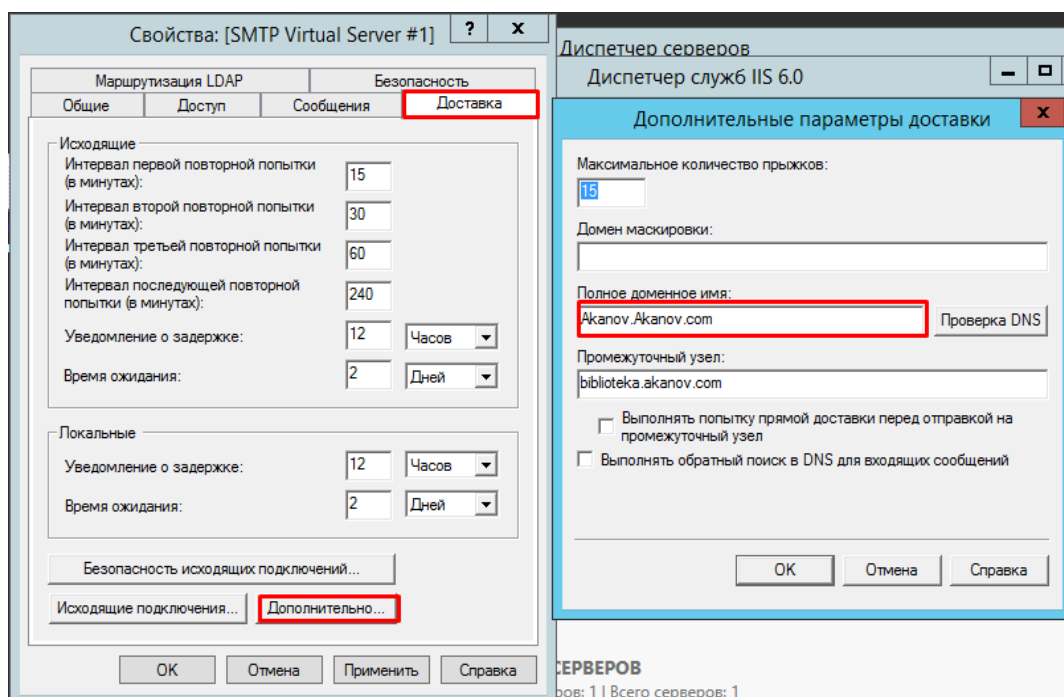 Свойства: [SMTP Virtual Server #1]
?
x
Маршрутизация LDAP
Безопасность
Общие
Доступ
Сообщения
Доставка
Исходящие
Интервал первой повторной попытки
(в минутах):
15
Интервал второй повторной попытки
(в минутах):
30
Интервал третьей повторной попытки
(в минутах):
60
Интервал последующей повторной
попытки (в минутах):
240
Уведомление о задержке:
12
Часов
Время ожидания:
2
Дней
Локальные
Уведомление о задержке:
12
Часов
Время ожидания:
2
Дней
Безопасность исходящих подключений...
Исходящие подключения...
Дополнительно...
OK
Отмена
Применить
Справка
Диспетчер серверов
Диспетчер служб IIS 6.0
Дополнительные параметры доставки
x
Максимальное количество прыжков:
15
Домен маскировки:
Полное доменное имя:
Akanov.Akanov.com
Проверка DNS
Промежуточный узел:
biblioteka.akanov.com
Выполнять попытку прямой доставки перед отправкой на
промежуточный узел
Выполнять обратный поиск в DNS для входящих сообщений
OK
Отмена
Справка
СЕРВЕРОВ
ров: 1 | Всего серверов: 1